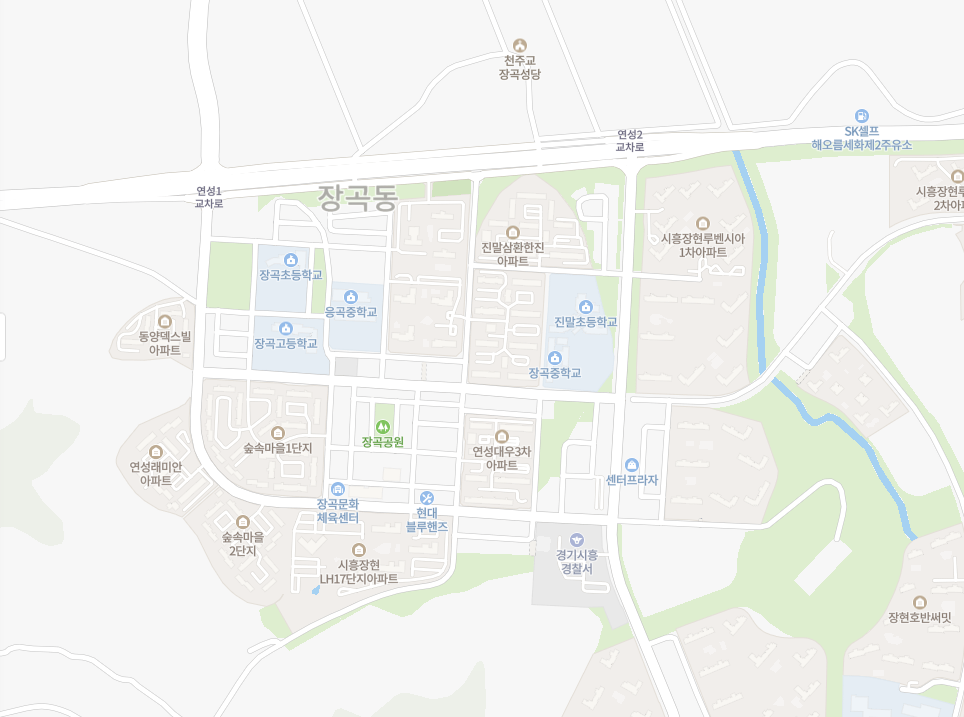 천주교
장곡성당
SK셀프
해오름세화제2주유소
연성2
교차로
시흥장현루
2차아파
연성1
교차로
장곡동
진말삼환한진
아파트
시흥장현루벤시아
1차아파트
장곡초등학교
응곡중학교
진말초등학교
동양덱스빌
아파트
장곡고등학교
장곡중학교
장곡공원
숲속마을1단지
연성대우3차
아파트
연성래미안
아파트
센터프라자
장곡문화
체육센터
현대
블루핸즈
숲속마을
2단지
경기시흥
경찰서
시흥장현
LH17단지아파트
장현호반써밋